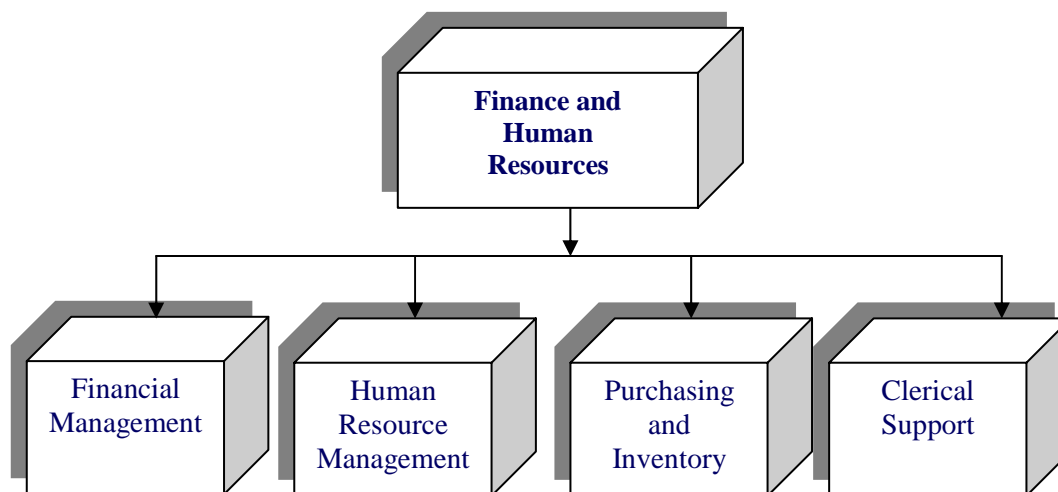 Finance and
Human
Resources
Financial
Management
Human
Resource
Management
Purchasing
and
Inventory
Clerical
Support